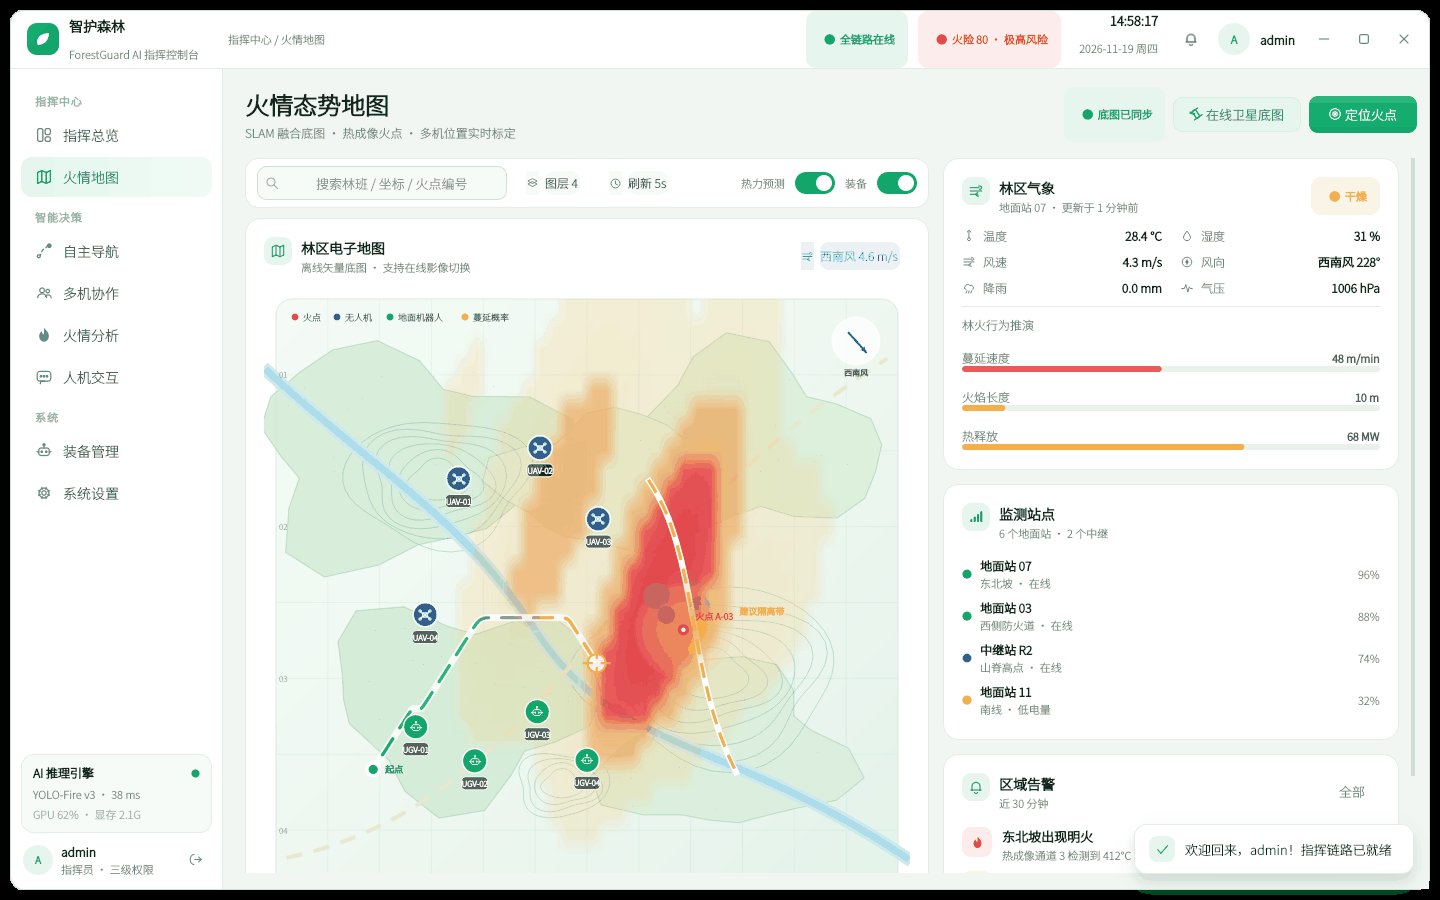 智护森林
ForestGuard AI 指挥控制台
指挥中心 / 火情地图
全链路在线
火险 80 · 极高风险
14:58:17
2026-11-19 周四
A
admin
指挥中心
指挥总览
火情地图
智能决策
自主导航
多机协作
火情分析
人机交互
系统
装备管理
系统设置
AI 推理引擎
YOLO-Fire v3 · 38 ms
GPU 62% · 显存 2.1G
A
admin
指挥员 · 三级权限
火情态势地图
SLAM 融合底图 · 热成像火点 · 多机位置实时标定
底图已同步
在线卫星底图
定位火点
搜索林班 / 坐标 / 火点编号
图层 4
刷新 5s
热力预测
装备
林区电子地图
离线矢量底图 · 支持在线影像切换
西南风 4.6 m/s
火点
无人机
地面机器人
蔓延概率
西南风
01
02
03
04
UAV-01
UAV-02
UAV-03
UAV-04
火点 A-03
建议隔离带
UGV-01
UGV-02
UGV-03
UGV-04
起点
林区气象
地面站 07 · 更新于 1 分钟前
干燥
温度 28.4 °C
湿度 31 %
风速 4.3 m/s
风向 西南风 228°
降雨 0.0 mm
气压 1006 hPa
林火行为推演
蔓延速度 48 m/min
火焰长度 10 m
热释放 68 MW
监测站点
6 个地面站 · 2 个中继
地面站 07
东北坡 · 在线
96%
地面站 03
西侧防火道 · 在线
88%
中继站 R2
山脊高点 · 在线
74%
地面站 11
南线 · 低电量
32%
区域告警
近 30 分钟
全部
东北坡出现明火
热成像通道 3 检测到 412°C
欢迎回来，admin！指挥链路已就绪